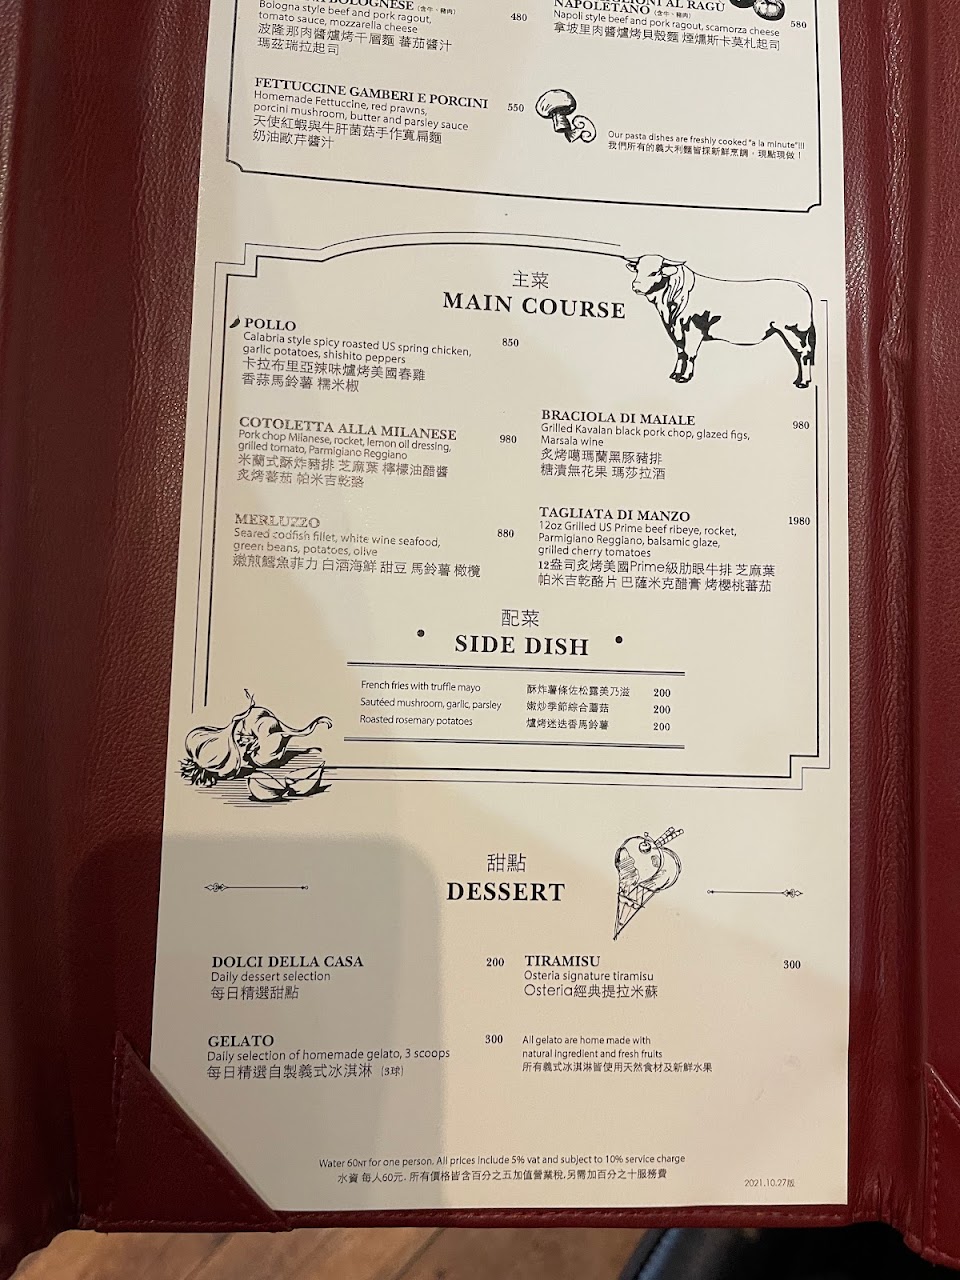 BOLOGNESE (含牛、豬肉)
Bologna style beef and pork ragout, 480
tomato sauce, mozzarella cheese
波隆那肉醬爐烤千層麵 蕃茄醬汁
瑪茲瑞拉起司
AL RAGÙ
NAPOLETANO (含牛、豬肉)
Napoli style beef and pork ragout, scamorza cheese 580
拿坡里肉醬爐烤貝殼麵 煙燻斯卡莫札起司
FETTUCCINE GAMBERI E PORCINI 550
Homemade Fettuccine, red prawns,
porcini mushroom, butter and parsley sauce
天使紅蝦與牛肝菌菇手作寬扁麵
奶油歐芹醬汁
Our pasta dishes are freshly cooked "a la minute"!!!
我們所有的義大利麵皆採新鮮烹調，現點現做！
主菜
MAIN COURSE
POLLO 850
Calabria style spicy roasted US spring chicken,
garlic potatoes, shishito peppers
卡拉布里亞辣味爐烤美國春雞
香蒜馬鈴薯 糯米椒
COTOLETTA ALLA MILANESE 980
Pork chop Milanese, rocket, lemon oil dressing,
grilled tomato, Parmigiano Reggiano
米蘭式酥炸豬排 芝麻葉 檸檬油醋醬
炙烤蕃茄 帕米吉乾酪
MERLUZZO 880
Seared codfish fillet, white wine seafood,
green beans, potatoes, olive
嫩煎鱈魚菲力 白酒海鮮 甜豆 馬鈴薯 橄欖
BRACIOLA DI MAIALE 980
Grilled Kavalan black pork chop, glazed figs,
Marsala wine
炙烤噶瑪蘭黑豚豬排
糖漬無花果 瑪莎拉酒
TAGLIATA DI MANZO 1980
12oz Grilled US Prime beef ribeye, rocket,
Parmigiano Reggiano, balsamic glaze,
grilled cherry tomatoes
12盎司炙烤美國Prime級肋眼牛排 芝麻葉
帕米吉乾酪片 巴薩米克醋膏 烤櫻桃蕃茄
配菜
SIDE DISH
French fries with truffle mayo 酥炸薯條佐松露美乃滋 200
Sautéed mushroom, garlic, parsley 嫩炒季節綜合蘑菇 200
Roasted rosemary potatoes 爐烤迷迭香馬鈴薯 200
甜點
DESSERT
DOLCI DELLA CASA 200
Daily dessert selection
每日精選甜點
TIRAMISU 300
Osteria signature tiramisu
Osteria經典提拉米蘇
GELATO 300
Daily selection of homemade gelato, 3 scoops
每日精選自製義式冰淇淋 (3球)
All gelato are home made with
natural ingredient and fresh fruits
所有義式冰淇淋皆使用天然食材及新鮮水果
Water 60NT for one person. All prices include 5% vat and subject to 10% service charge
水資 每人60元. 所有價格皆含百分之五加值營業稅,另需加百分之十服務費
2021.10.27版